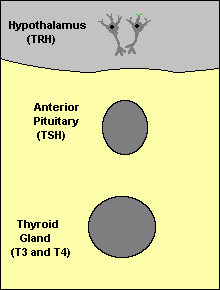 Hypothalamus
(TRH)
Anterior
Pituitary
(TSH)
Thyroid
Gland
(T3 and T4)